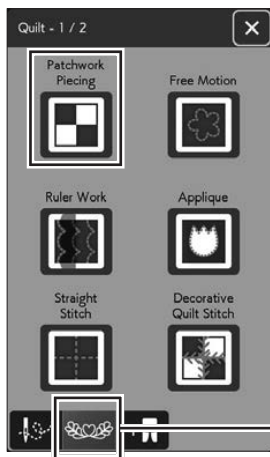 Quilt - 1 / 2
Patchwork
Piecing
Free Motion
Ruler Work
Applique
Straight
Stitch
Decorative
Quilt Stitch